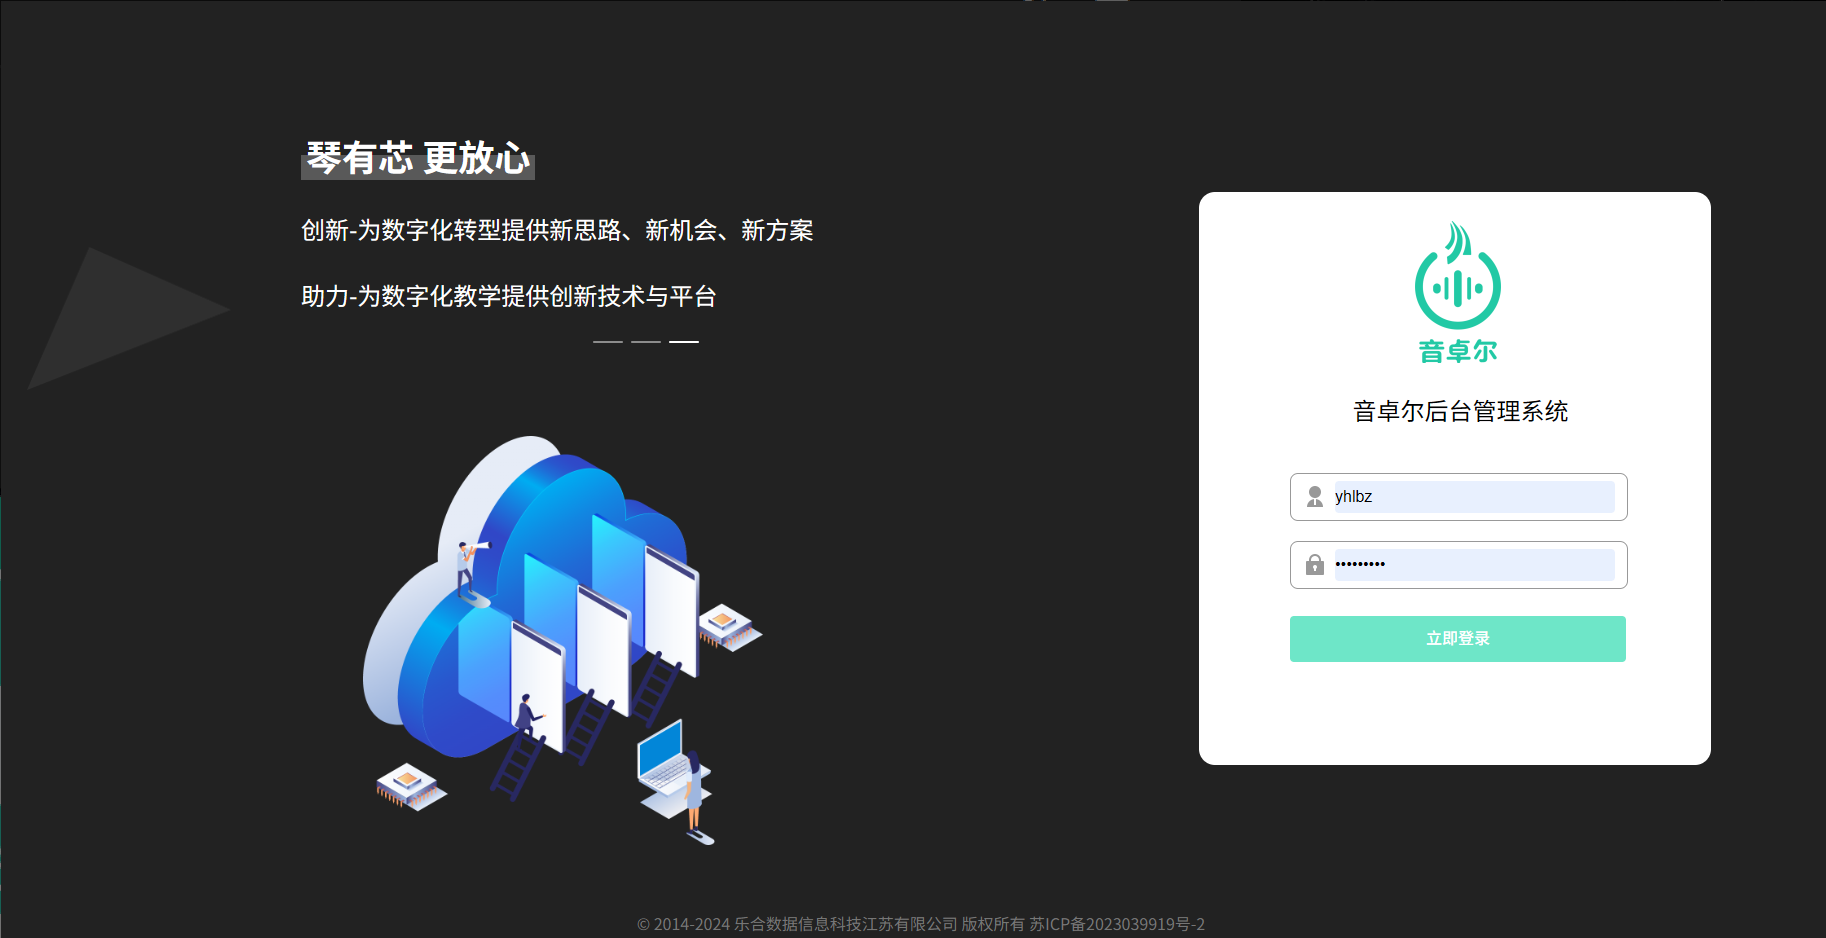 琴有芯 更放心
创新-为数字化转型提供新思路、新机会、新方案
助力-为数字化教学提供创新技术与平台
音卓尔
音卓尔后台管理系统
yhlbz
•••••••••
立即登录
© 2014-2024 乐合数据信息科技江苏有限公司 版权所有 苏ICP备2023039919号-2